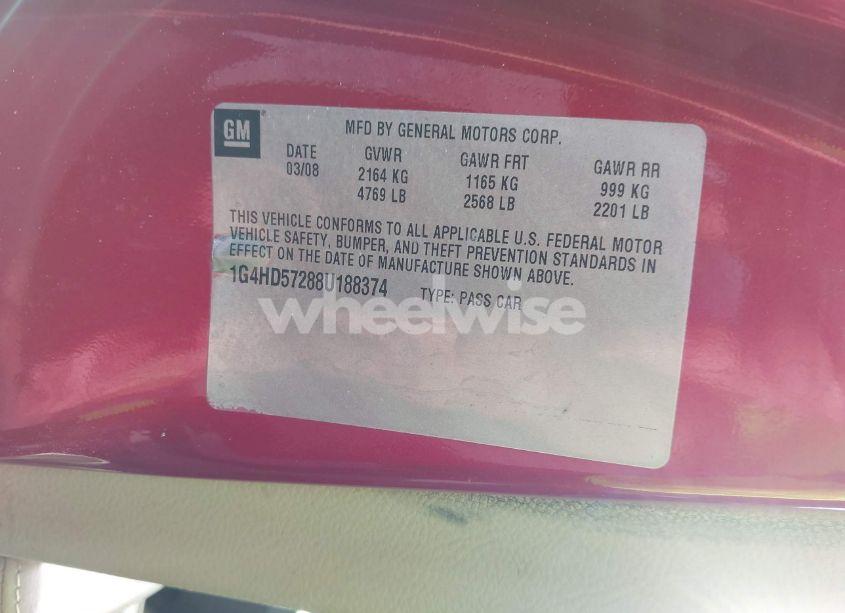 GM
MFD BY GENERAL MOTORS CORP.
DATE GVWR GAWR FRT GAWR RR
03/08 2164 KG 1165 KG 999 KG
4769 LB 2568 LB 2201 LB
THIS VEHICLE CONFORMS TO ALL APPLICABLE U.S. FEDERAL MOTOR
VEHICLE SAFETY, BUMPER, AND THEFT PREVENTION STANDARDS IN
EFFECT ON THE DATE OF MANUFACTURE SHOWN ABOVE.
1G4HD57288U188374 TYPE: PASS CAR
wheelwise